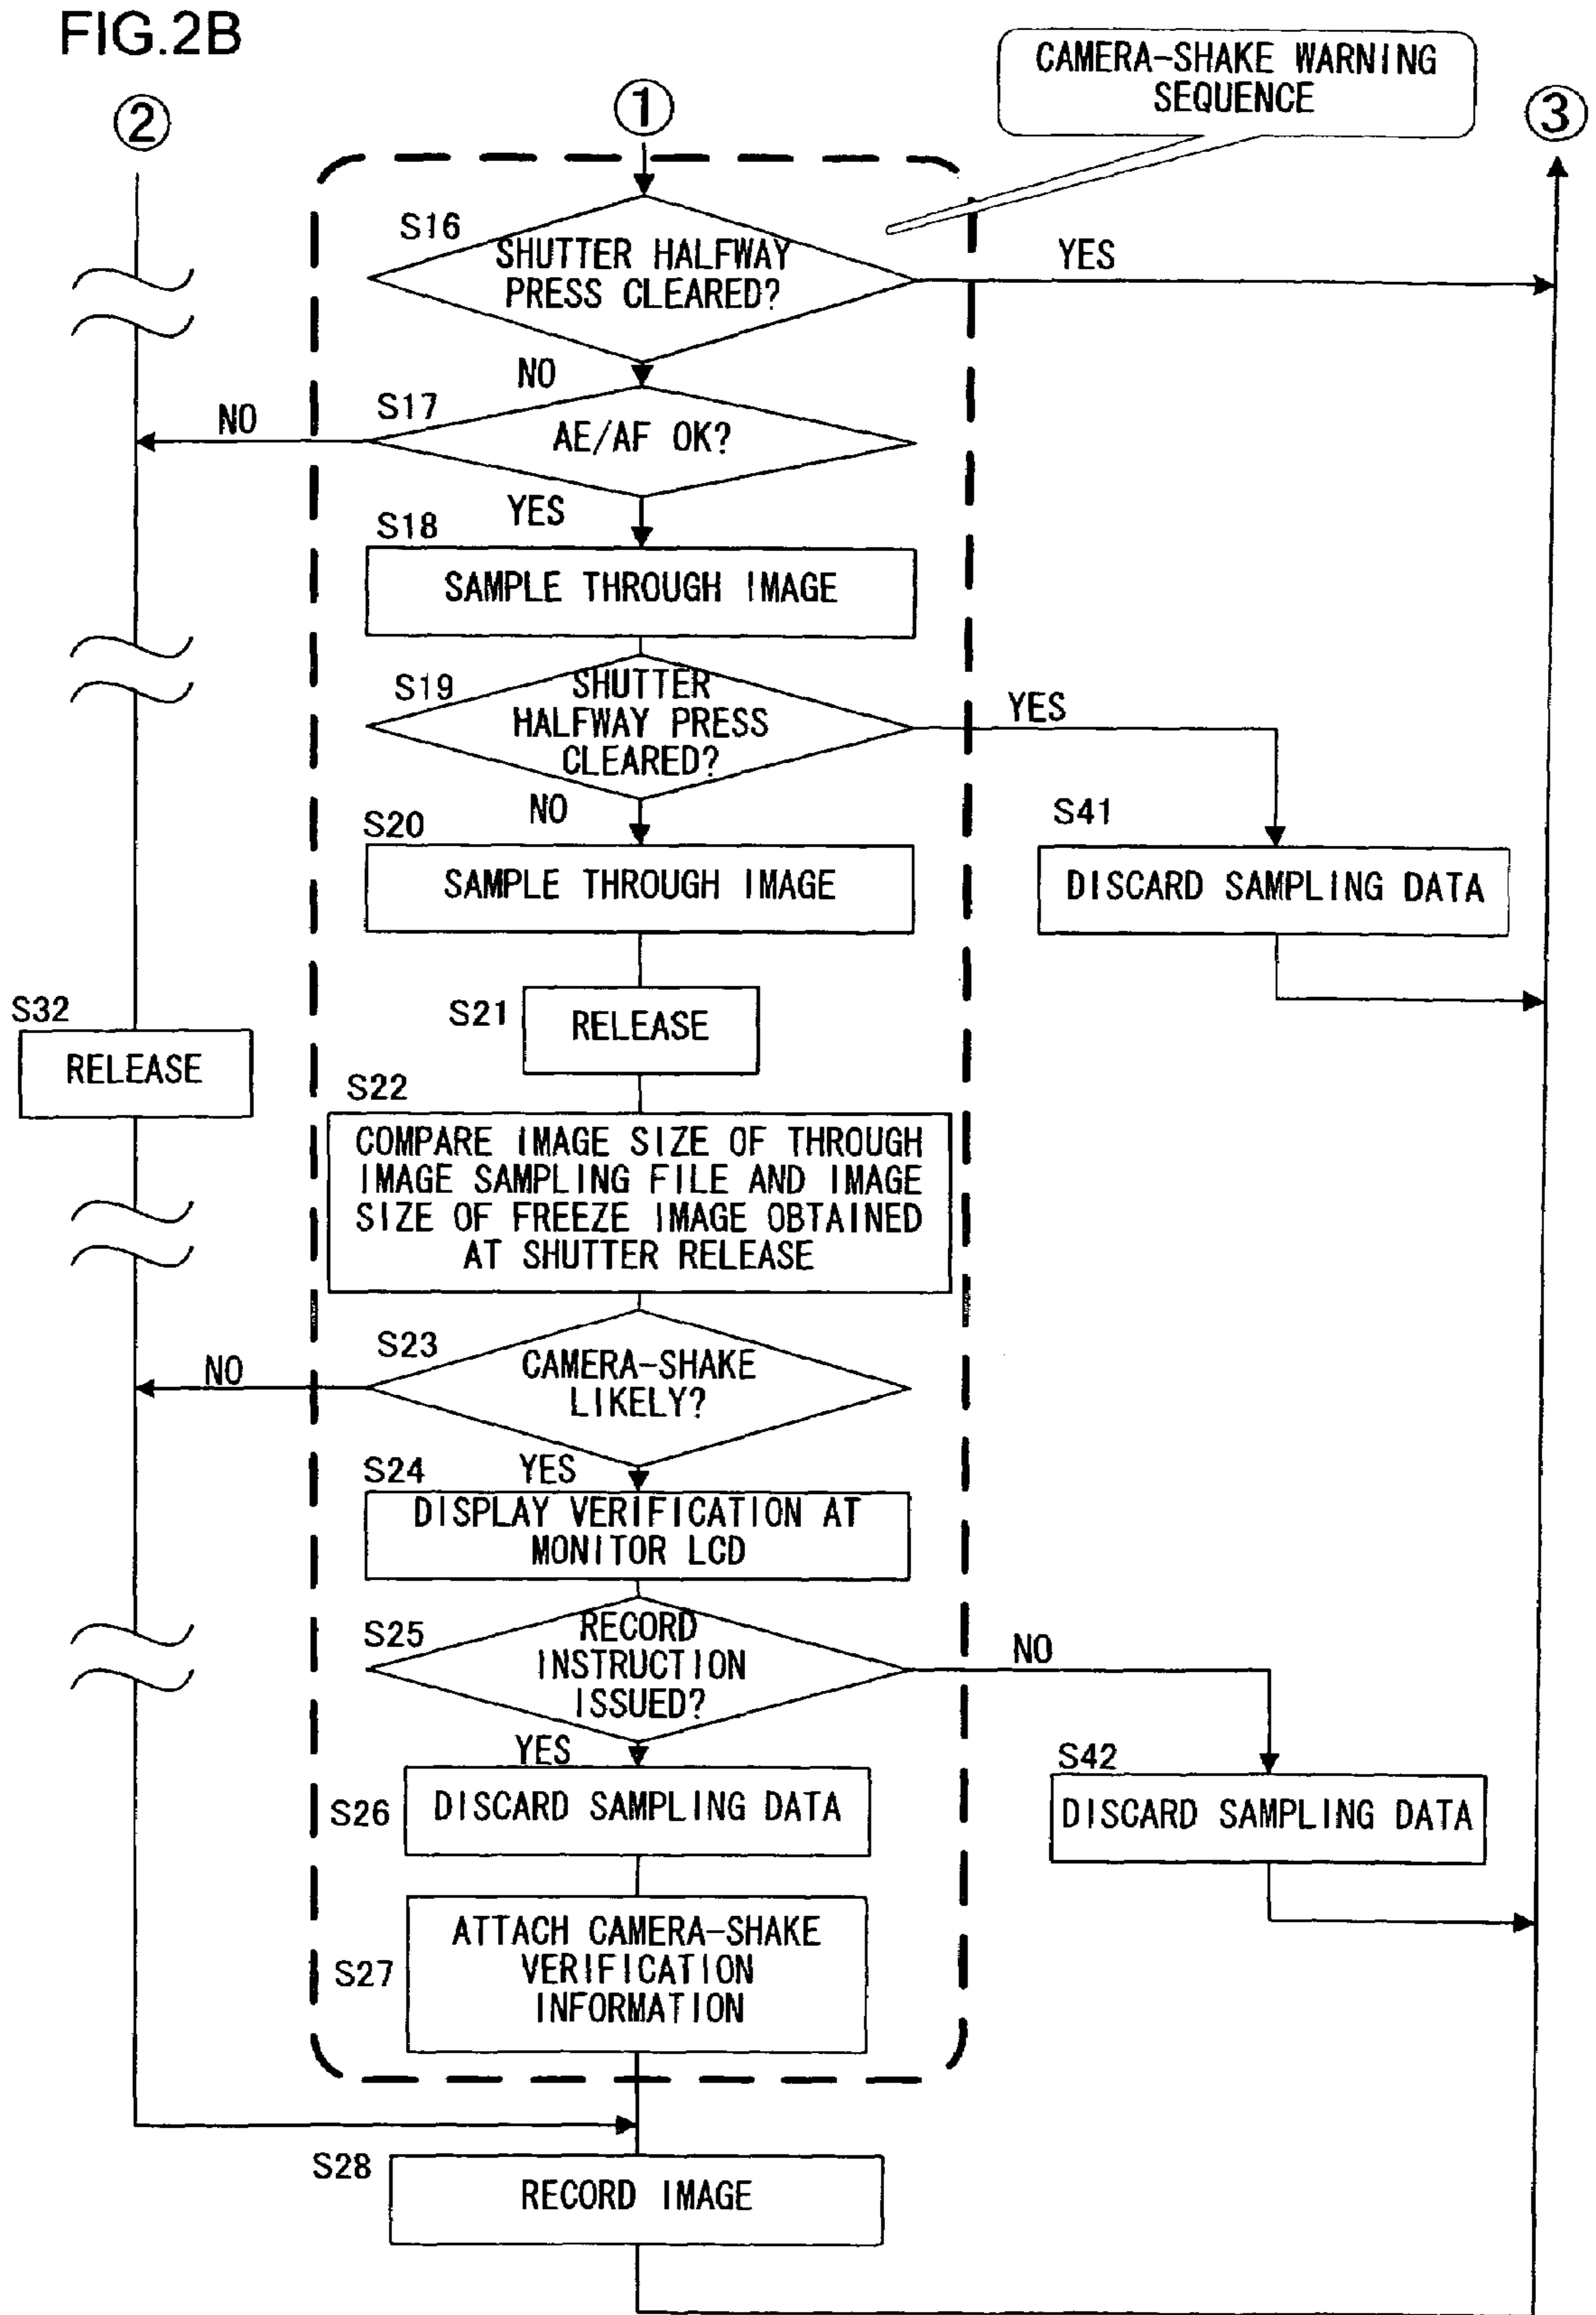 FIG.2B
CAMERA-SHAKE WARNING
SEQUENCE
②
①
③
S16
SHUTTER HALFWAY
PRESS CLEARED?
YES
NO
S17
NO
AE/AF OK?
YES
S18
SAMPLE THROUGH IMAGE
S19
SHUTTER
HALFWAY PRESS
CLEARED?
YES
NO
S20
SAMPLE THROUGH IMAGE
S41
DISCARD SAMPLING DATA
S32
RELEASE
S21
RELEASE
S22
COMPARE IMAGE SIZE OF THROUGH
IMAGE SAMPLING FILE AND IMAGE
SIZE OF FREEZE IMAGE OBTAINED
AT SHUTTER RELEASE
S23
NO
CAMERA-SHAKE
LIKELY?
YES
S24
DISPLAY VERIFICATION AT
MONITOR LCD
S25
RECORD
INSTRUCTION
ISSUED?
NO
YES
S26
DISCARD SAMPLING DATA
S42
DISCARD SAMPLING DATA
S27
ATTACH CAMERA-SHAKE
VERIFICATION
INFORMATION
S28
RECORD IMAGE